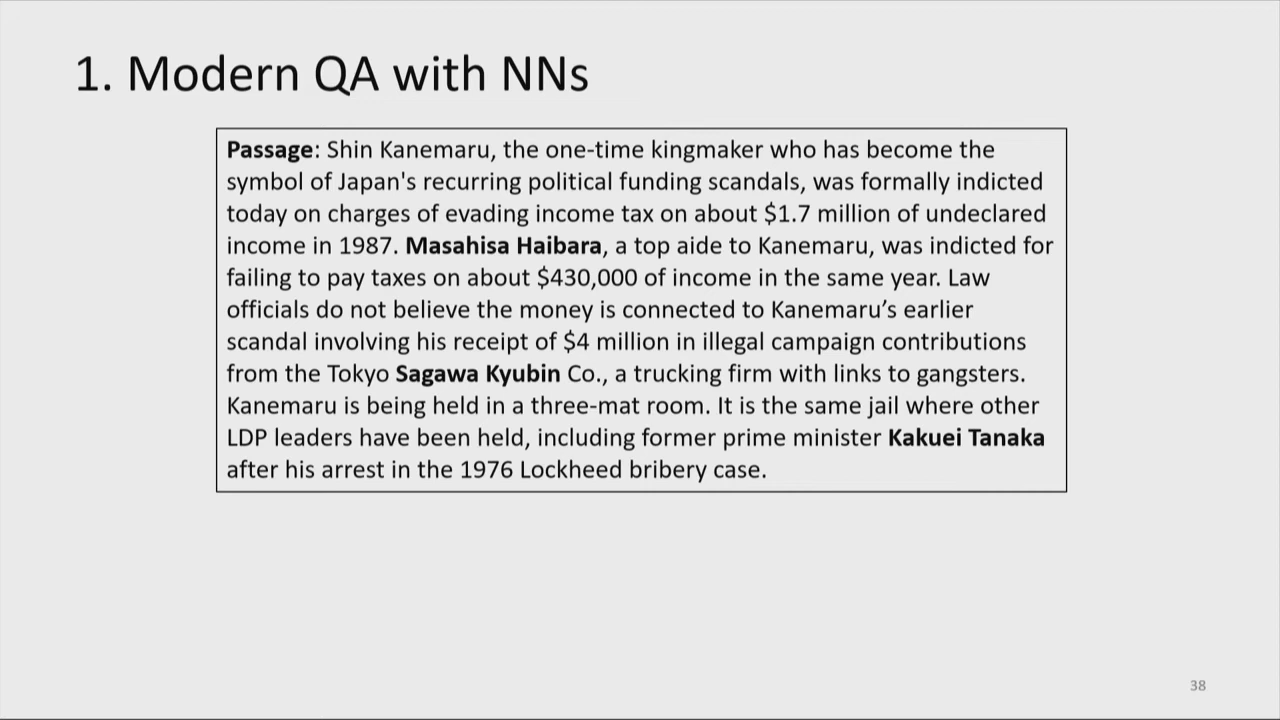 1. Modern QA with NNs
Passage: Shin Kanemaru, the one-time kingmaker who has become the
symbol of Japan's recurring political funding scandals, was formally indicted
today on charges of evading income tax on about $1.7 million of undeclared
income in 1987. Masahisa Haibara, a top aide to Kanemaru, was indicted for
failing to pay taxes on about $430,000 of income in the same year. Law
officials do not believe the money is connected to Kanemaru’s earlier
scandal involving his receipt of $4 million in illegal campaign contributions
from the Tokyo Sagawa Kyubin Co., a trucking firm with links to gangsters.
Kanemaru is being held in a three-mat room. It is the same jail where other
LDP leaders have been held, including former prime minister Kakuei Tanaka
after his arrest in the 1976 Lockheed bribery case.
38